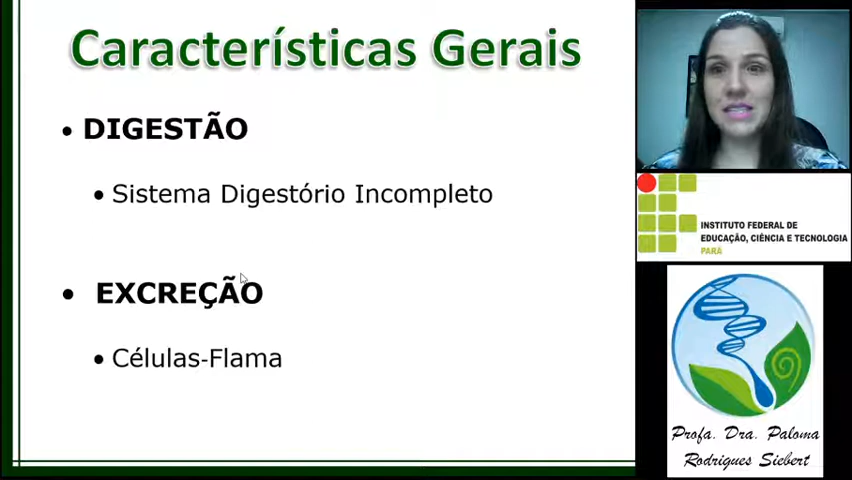 Características Gerais
• DIGESTÃO
• Sistema Digestório Incompleto
• EXCREÇÃO
• Células-Flama
INSTITUTO FEDERAL DE
EDUCAÇÃO, CIÊNCIA E TECNOLOGIA
PARÁ
Profa. Dra. Paloma
Rodrigues Siebert